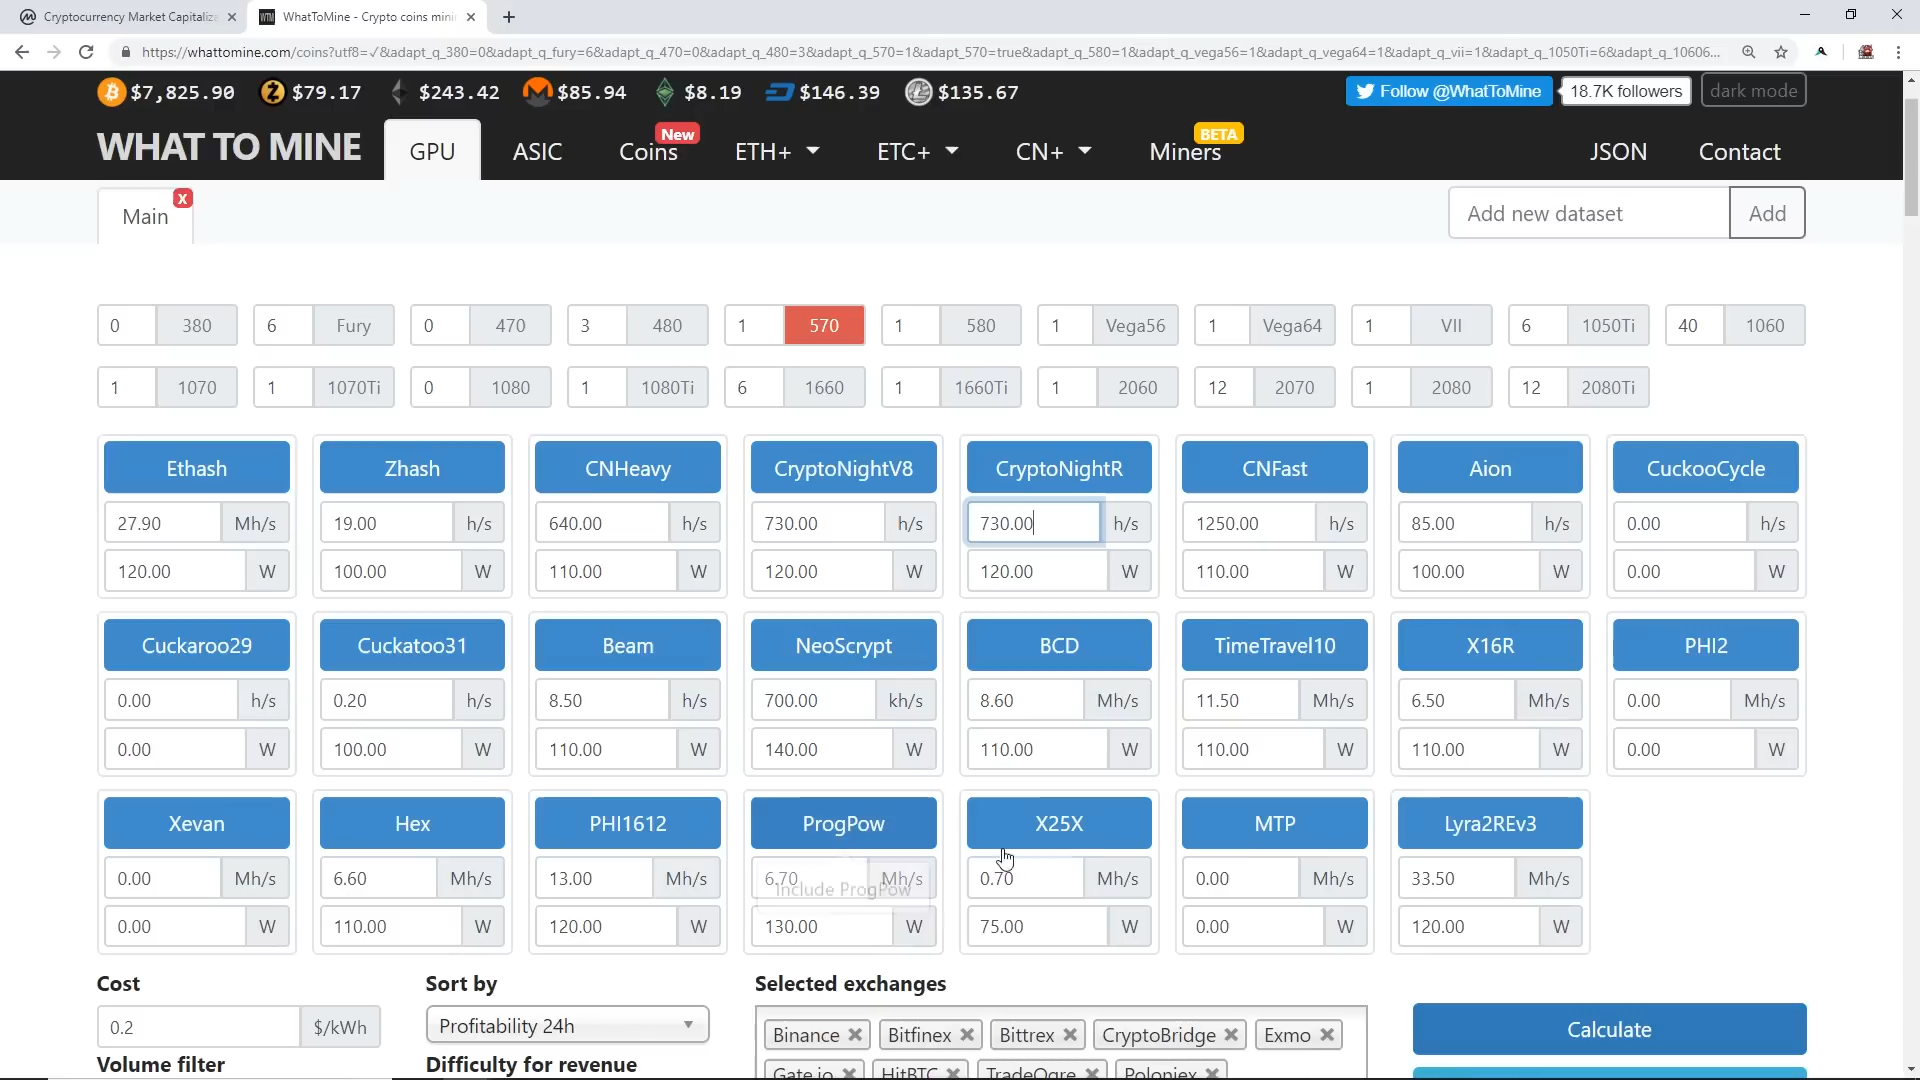 Cryptocurrency Market Capitaliza
WTM WhatToMine - Crypto coins mini
https://whattomine.com/coins?utf8=✓&adapt_q_380=0&adapt_q_fury=6&adapt_q_470=0&adapt_q_480=3&adapt_q_570=1&adapt_570=true&adapt_q_580=1&adapt_q_vega56=1&adapt_q_vega64=1&adapt_q_vii=1&adapt_q_1050Ti=6&adapt_q_10606...
$7,825.90 $79.17 $243.42 $85.94 $8.19 $146.39 $135.67 Follow @WhatToMine 18.7K followers dark mode
WHAT TO MINE GPU ASIC Coins New ETH+ ETC+ CN+ Miners BETA JSON Contact
Main X Add new dataset Add
0 380 6 Fury 0 470 3 480 1 570 1 580 1 Vega56 1 Vega64 1 VII 6 1050Ti 40 1060
1 1070 1 1070Ti 0 1080 1 1080Ti 6 1660 1 1660Ti 1 2060 12 2070 1 2080 12 2080Ti
Ethash Zhash CNHeavy CryptoNightV8 CryptoNightR CNFast Aion CuckooCycle
27.90 Mh/s 19.00 h/s 640.00 h/s 730.00 h/s 730.00 h/s 1250.00 h/s 85.00 h/s 0.00 h/s
120.00 W 100.00 W 110.00 W 120.00 W 120.00 W 110.00 W 100.00 W 0.00 W
Cuckaroo29 Cuckatoo31 Beam NeoScrypt BCD TimeTravel10 X16R PHI2
0.00 h/s 0.20 h/s 8.50 h/s 700.00 kh/s 8.60 Mh/s 11.50 Mh/s 6.50 Mh/s 0.00 Mh/s
0.00 W 100.00 W 110.00 W 140.00 W 110.00 W 110.00 W 110.00 W 0.00 W
Xevan Hex PHI1612 ProgPow X25X MTP Lyra2REv3
0.00 Mh/s 6.60 Mh/s 13.00 Mh/s 6.70 Mh/s 0.70 Mh/s 0.00 Mh/s 33.50 Mh/s
Include ProgPow
0.00 W 110.00 W 120.00 W 130.00 W 75.00 W 0.00 W 120.00 W
Cost Sort by Selected exchanges
0.2 $/kWh Profitability 24h Binance Bitfinex Bittrex CryptoBridge Exmo Calculate
Volume filter Difficulty for revenue
Gate.io HitBTC TradeOgre Poloniex